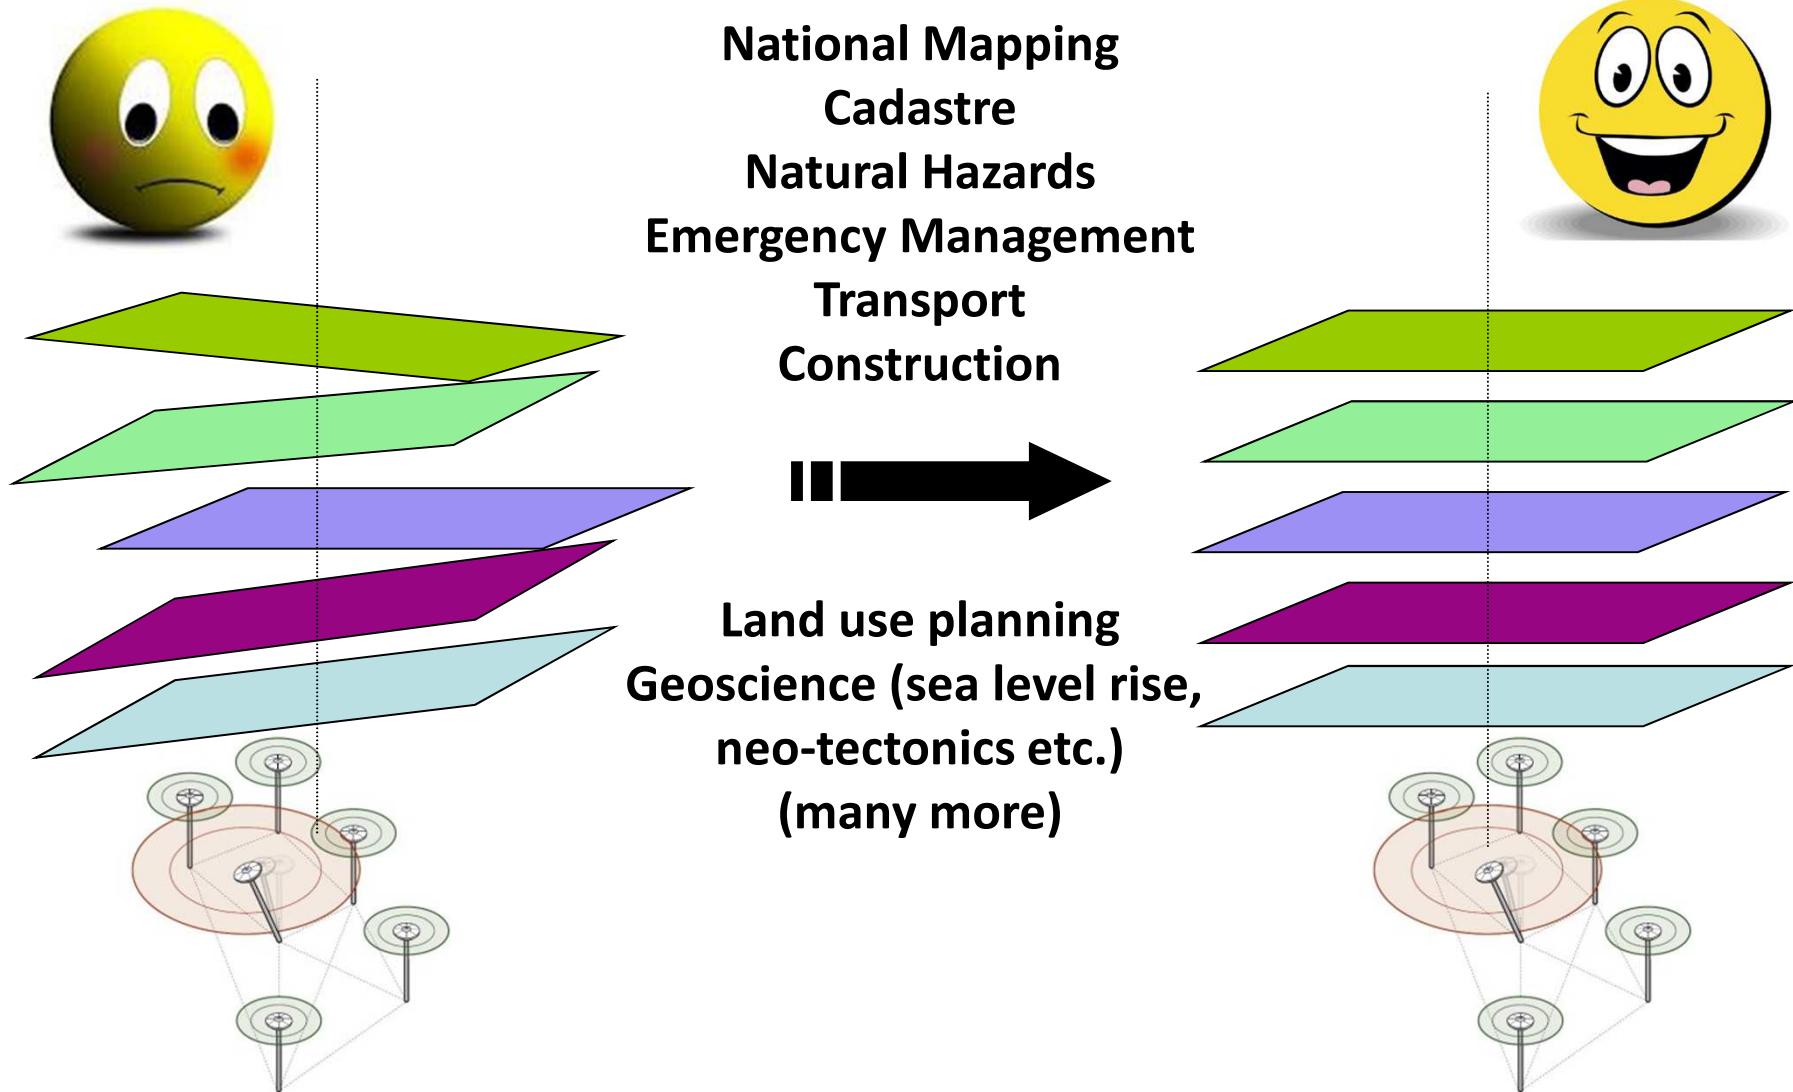 National Mapping
Cadastre
Natural Hazards
Emergency Management
Transport
Construction
Land use planning
Geoscience (sea level rise,
neo-tectonics etc.)
(many more)